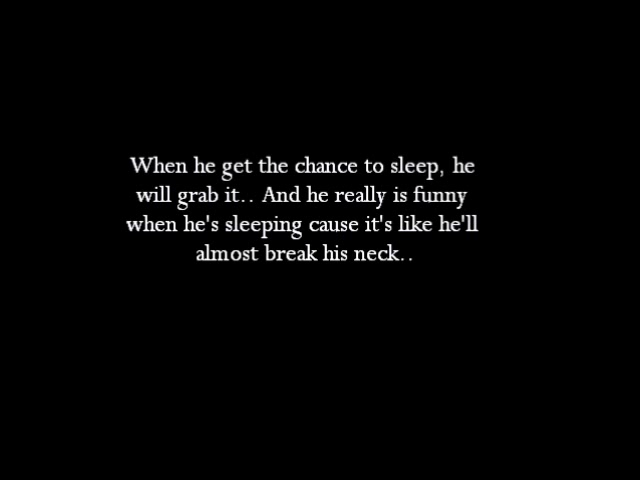 When he get the chance to sleep, he
will grab it.. And he really is funny
when he's sleeping cause it's like he'll
almost break his neck..